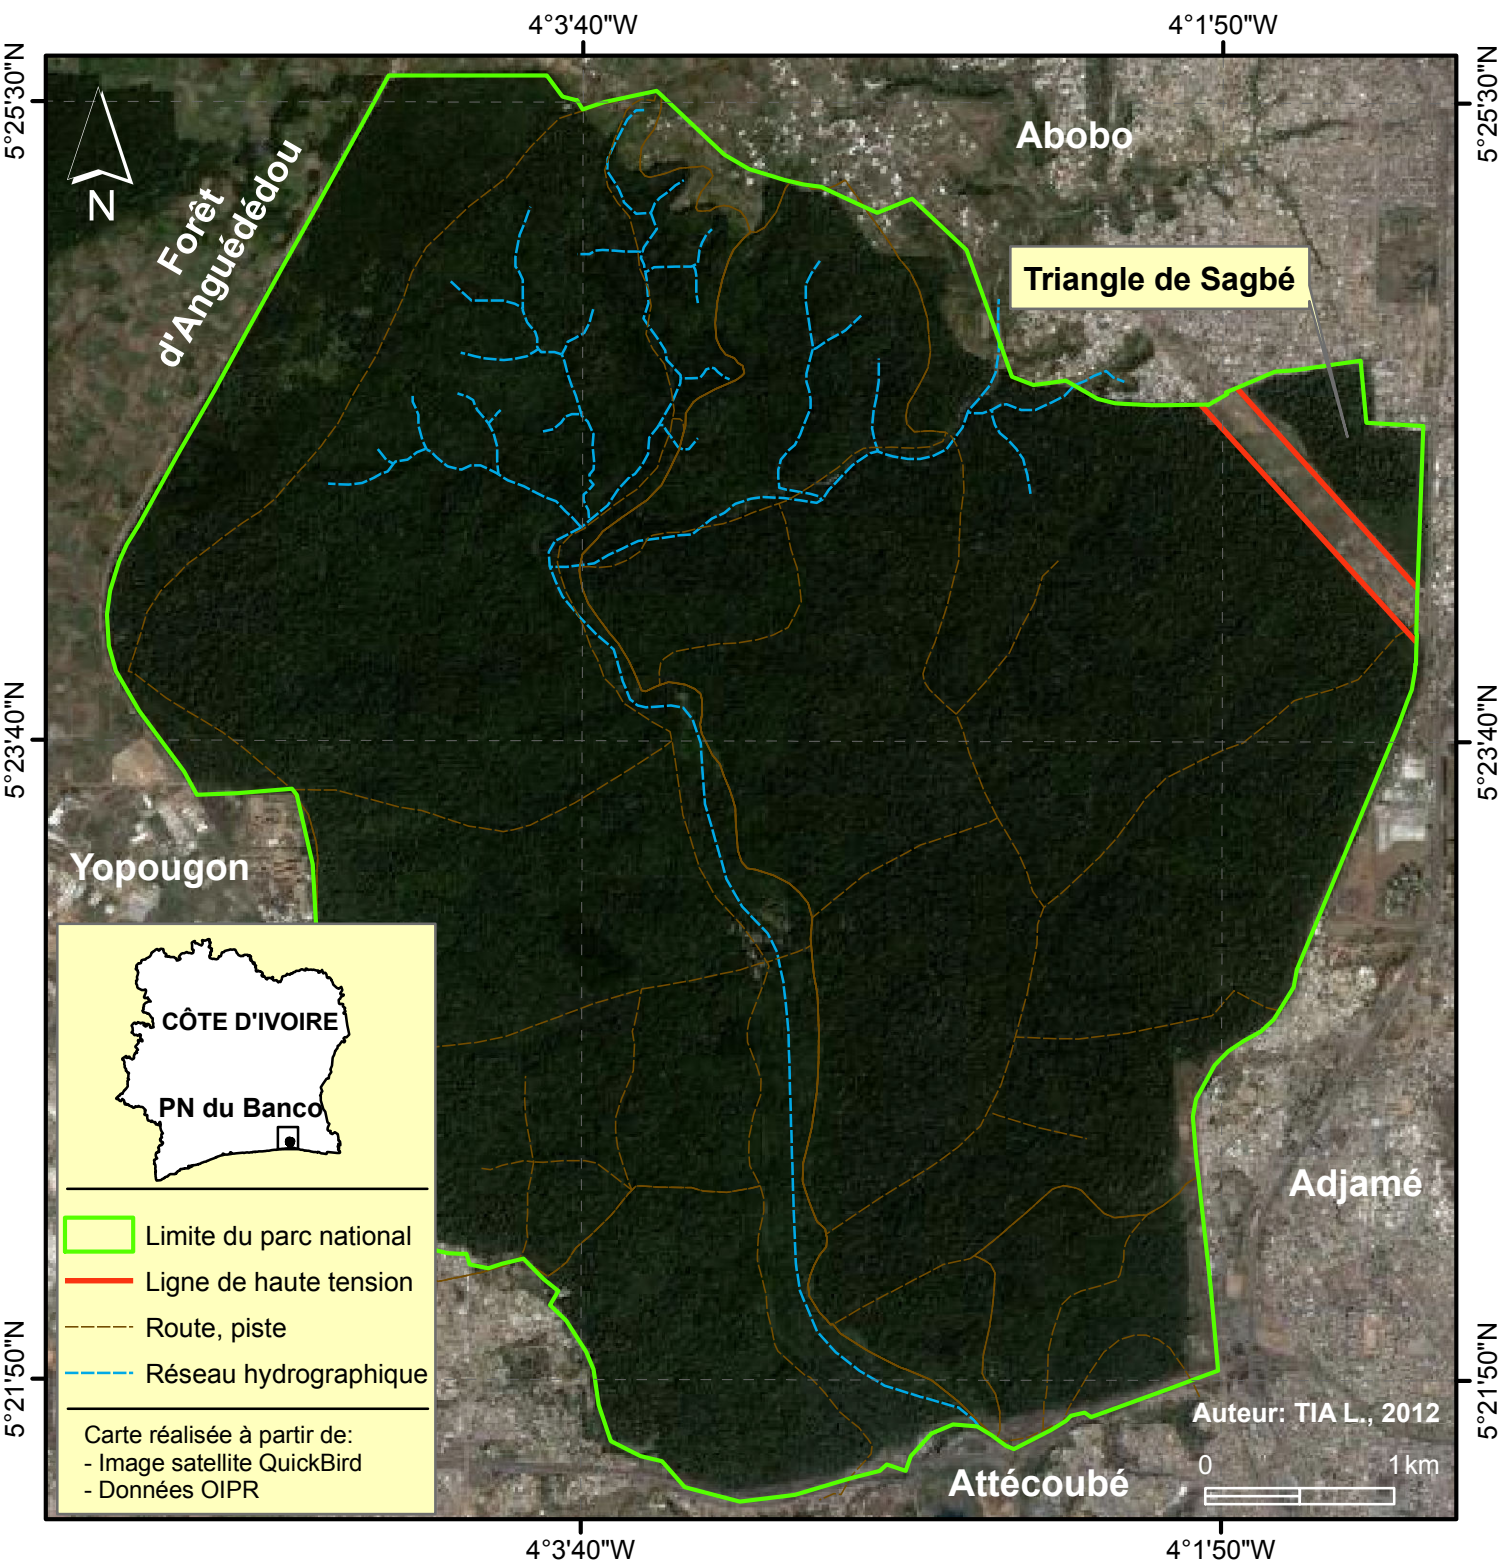 4°3'40"W
4°1'50"W
5°25'30"N
5°25'30"N
Abobo
N
Forêt
d'Anguédédou
Triangle de Sagbé
5°23'40"N
5°23'40"N
Yopougon
CÔTE D'IVOIRE
PN du Banco
Adjamé
Limite du parc national
Ligne de haute tension
Route, piste
Réseau hydrographique
5°21'50"N
5°21'50"N
Auteur: TIA L., 2012
Carte réalisée à partir de:
- Image satellite QuickBird
- Données OIPR
0 1 km
Attécoubé
4°3'40"W
4°1'50"W